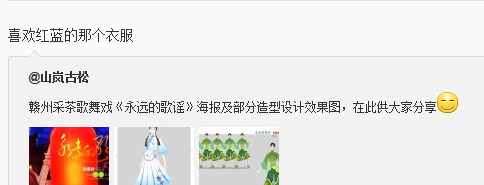 喜欢红蓝的那个衣服
@山岚古松
赣州采茶歌舞戏《永远的歌谣》海报及部分造型设计效果图，在此供大家分享